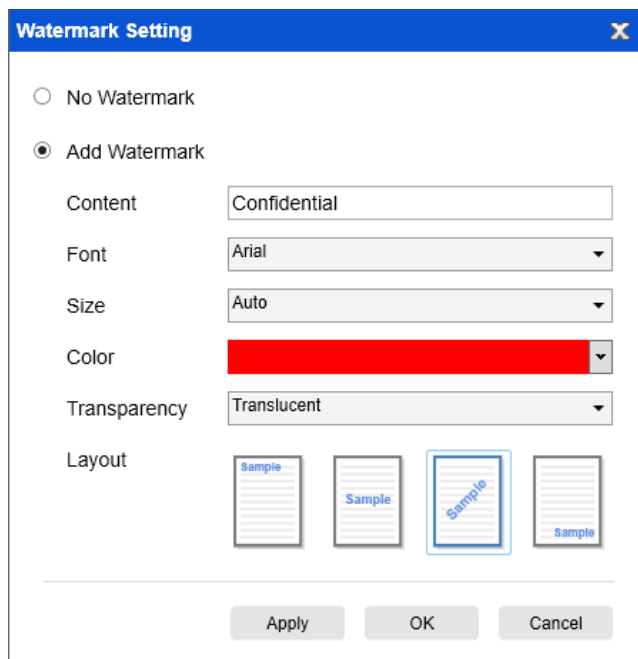 Watermark Setting
No Watermark
Add Watermark
Content Confidential
Font Arial
Size Auto
Color
Transparency Translucent
Layout Sample Sample Sample Sample
Apply OK Cancel